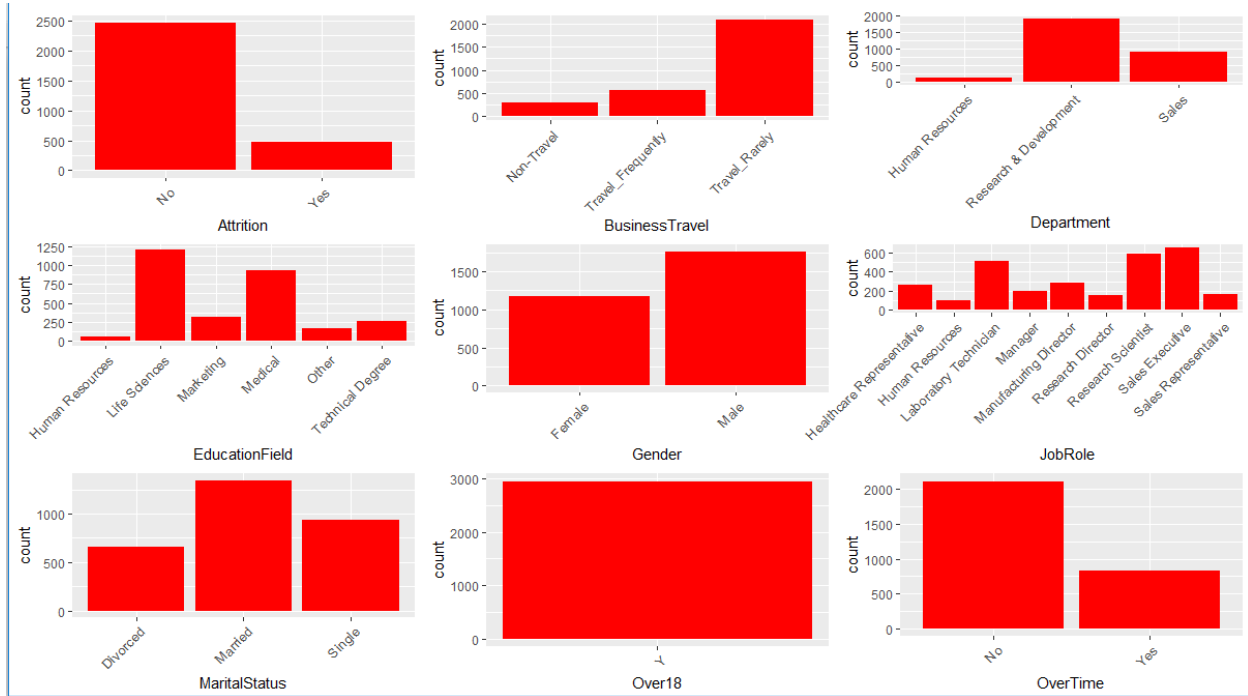 2500
2000
1500
1000
500
0
count
No
Yes
Attrition
2000
1500
1000
500
0
count
Non-Travel
Travel_Frequently
Travel_Rarely
BusinessTravel
2000
1500
1000
500
0
count
Human Resources
Research & Development
Sales
Department
1250
1000
750
500
250
0
count
Human Resources
Life Sciences
Marketing
Medical
Other
Technical Degree
EducationField
1500
1000
500
0
count
Female
Male
Gender
600
400
200
0
count
Healthcare Representative
Human Resources
Laboratory Technician
Manager
Manufacturing Director
Research Director
Research Scientist
Sales Executive
Sales Representative
JobRole
1000
500
0
count
Divorced
Married
Single
MaritalStatus
3000
2000
1000
0
count
Y
Over18
2000
1500
1000
500
0
count
No
Yes
OverTime